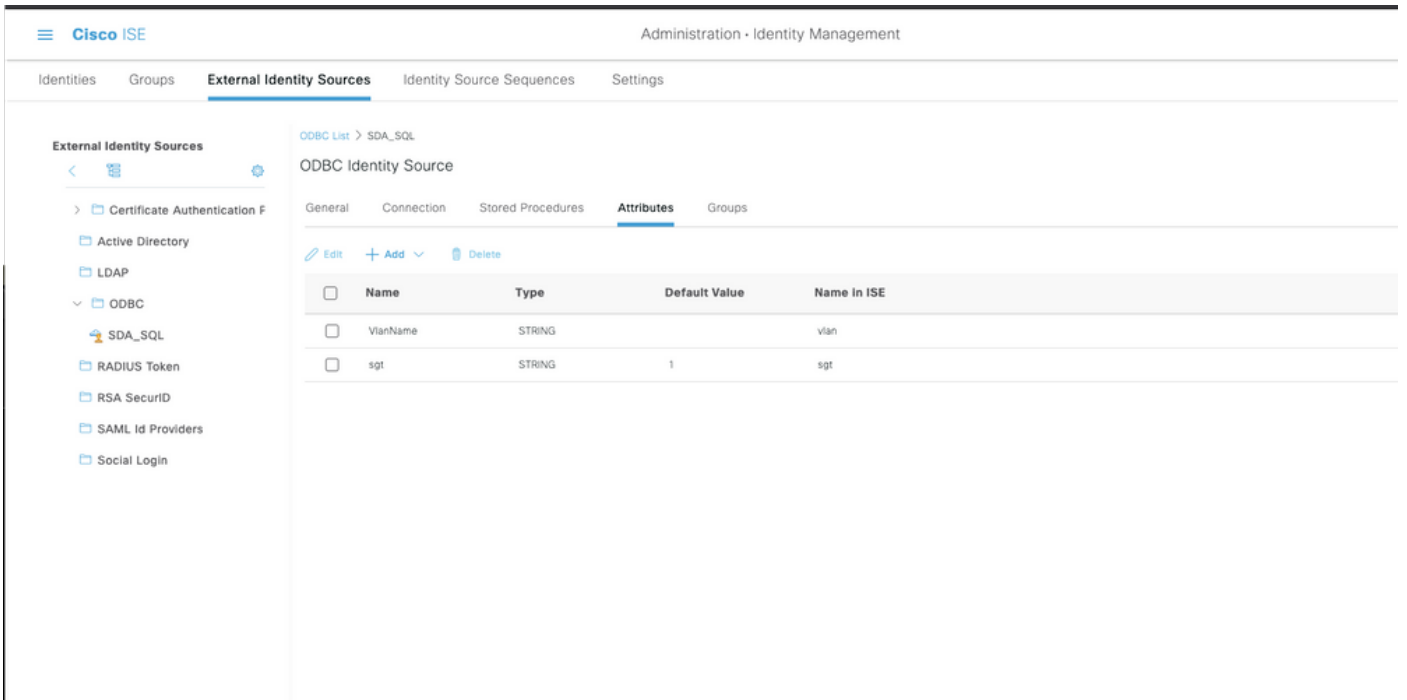 Cisco ISE
Administration · Identity Management
Identities Groups External Identity Sources Identity Source Sequences Settings
External Identity Sources
Certificate Authentication F
Active Directory
LDAP
ODBC
SDA_SQL
RADIUS Token
RSA SecurID
SAML Id Providers
Social Login
ODBC List > SDA_SQL
ODBC Identity Source
General Connection Stored Procedures Attributes Groups
Edit + Add Delete
Name Type Default Value Name in ISE
VlanName STRING vlan
sgt STRING 1 sgt